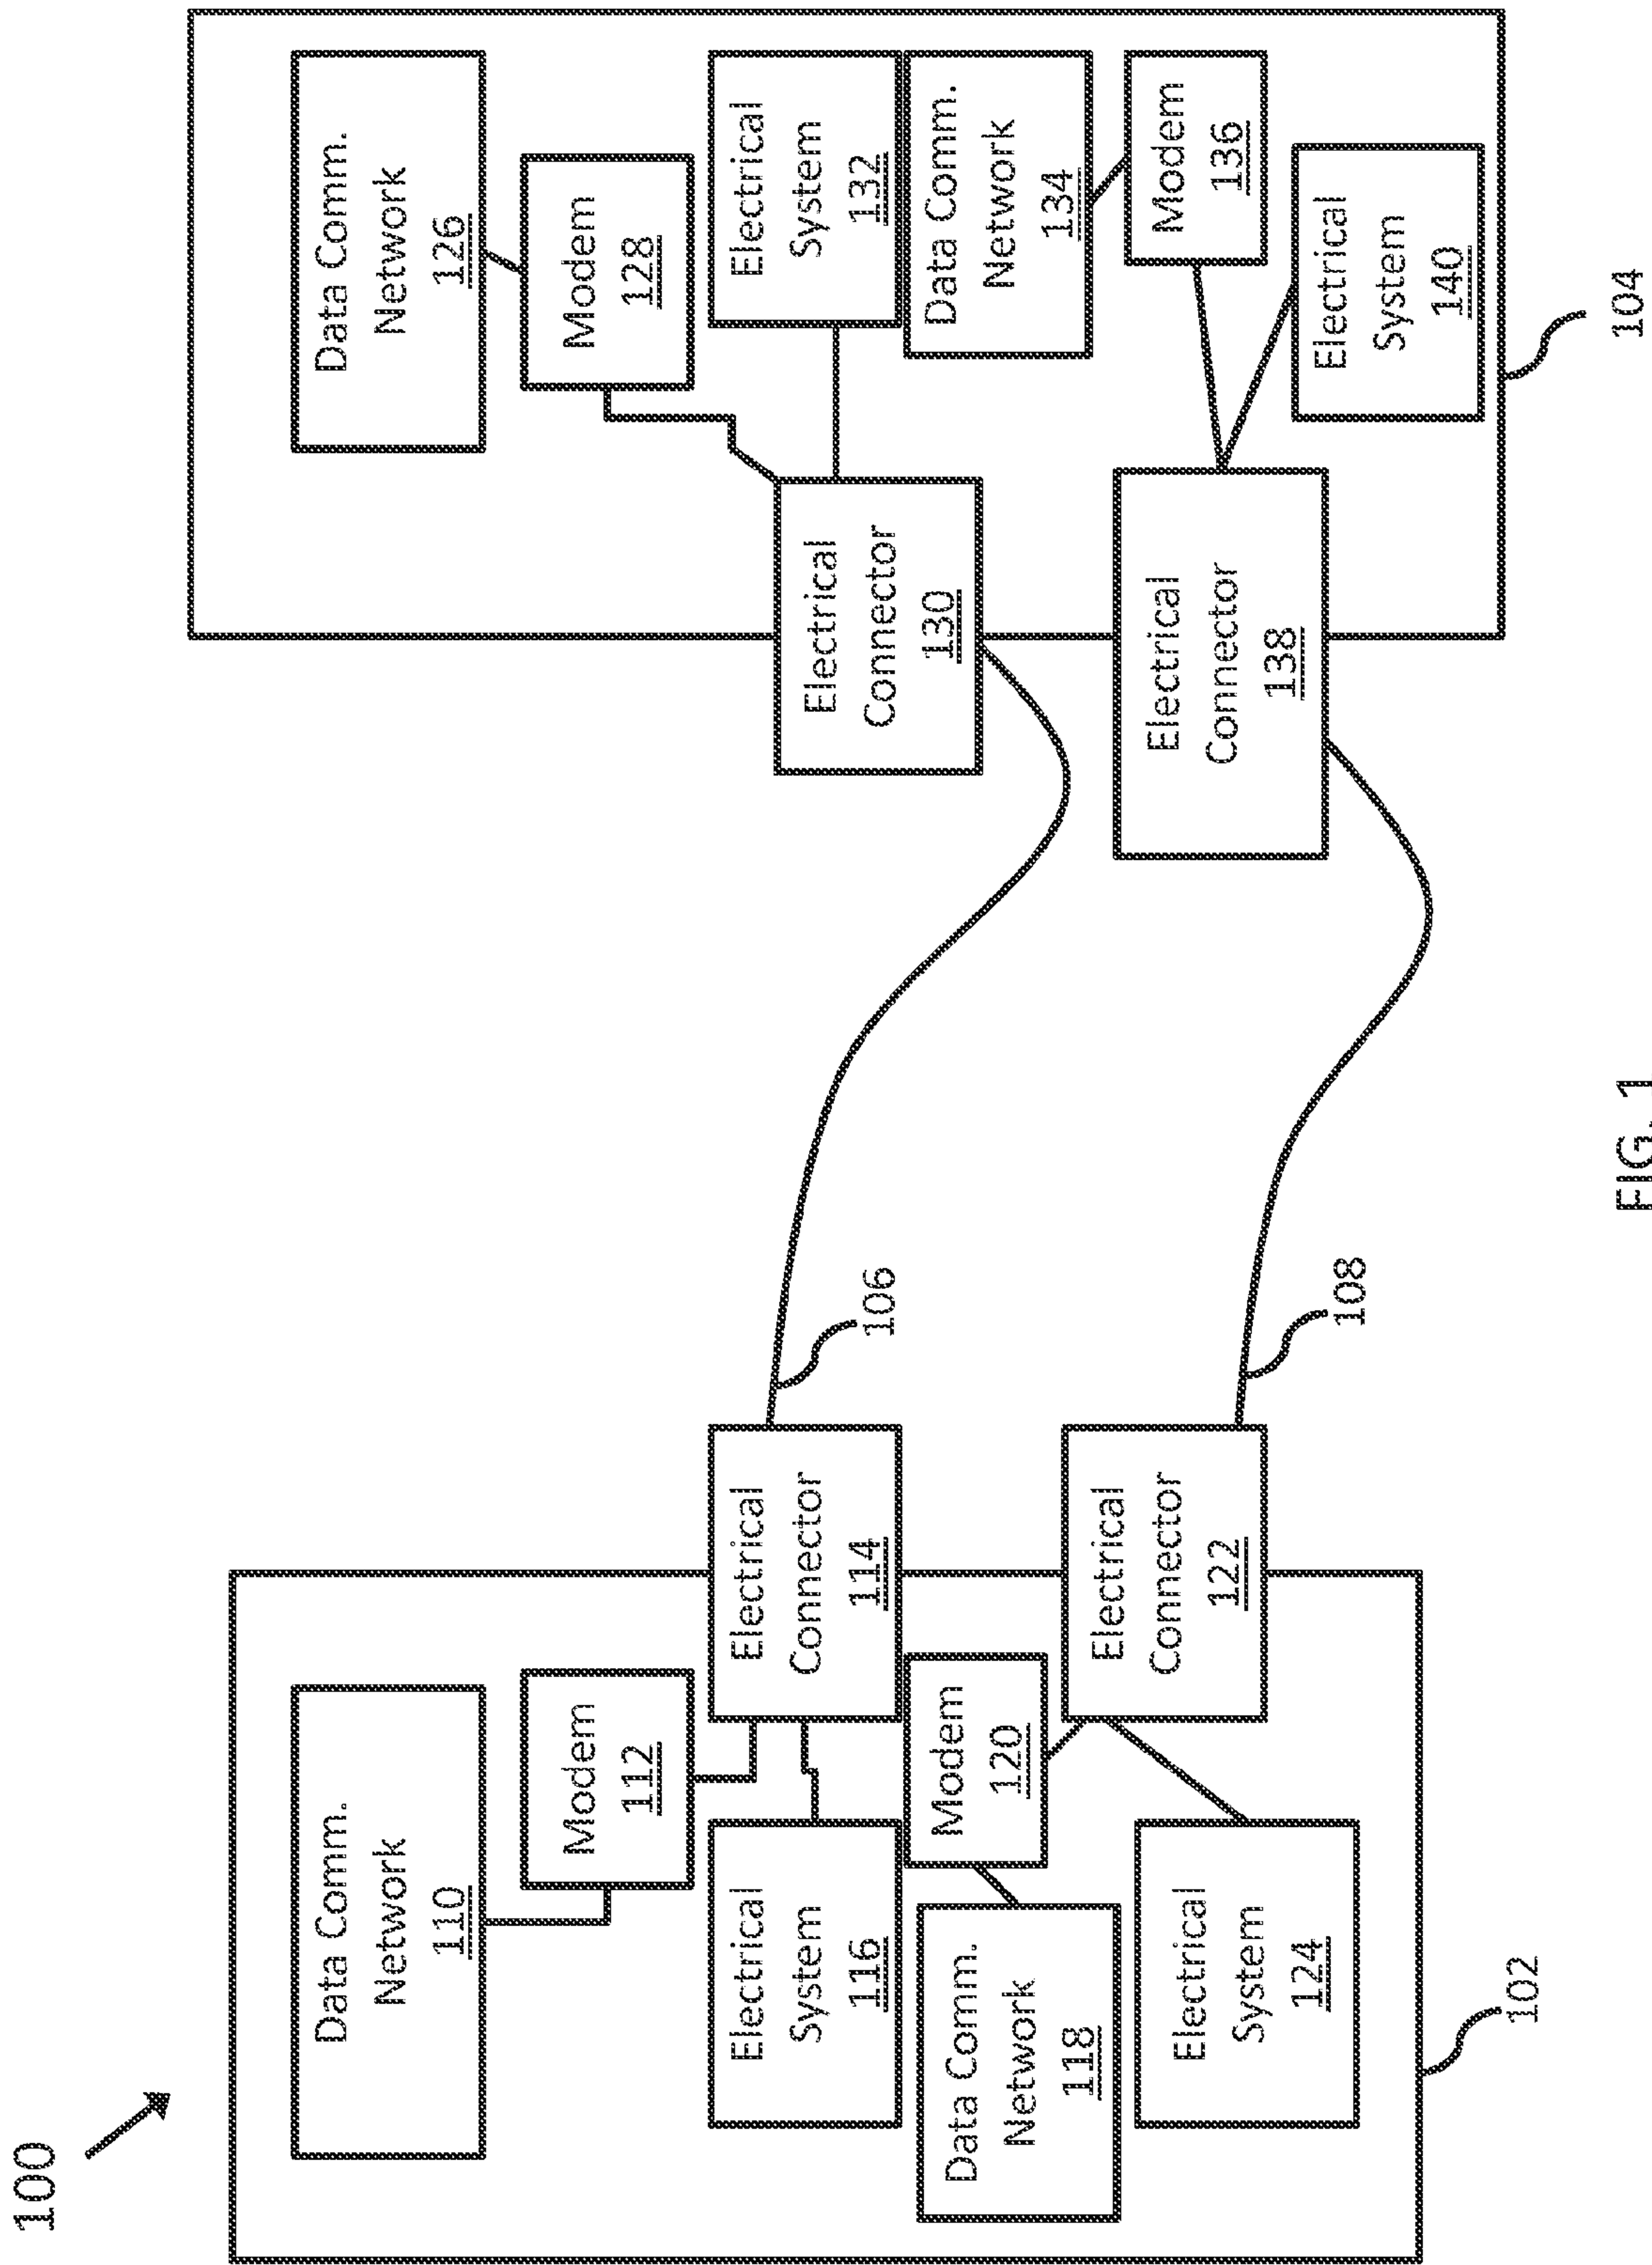 100
Data Comm.
Network
110
Modem
112
Electrical
System
116
Electrical
Connector
114
Data Comm.
Network
118
Modem
120
Electrical
System
124
Electrical
Connector
122
102
106
108
Data Comm.
Network
126
Modem
128
Electrical
Connector
130
Electrical
System
132
Data Comm.
Network
134
Modem
136
Electrical
Connector
138
Electrical
System
140
104
FIG. 1